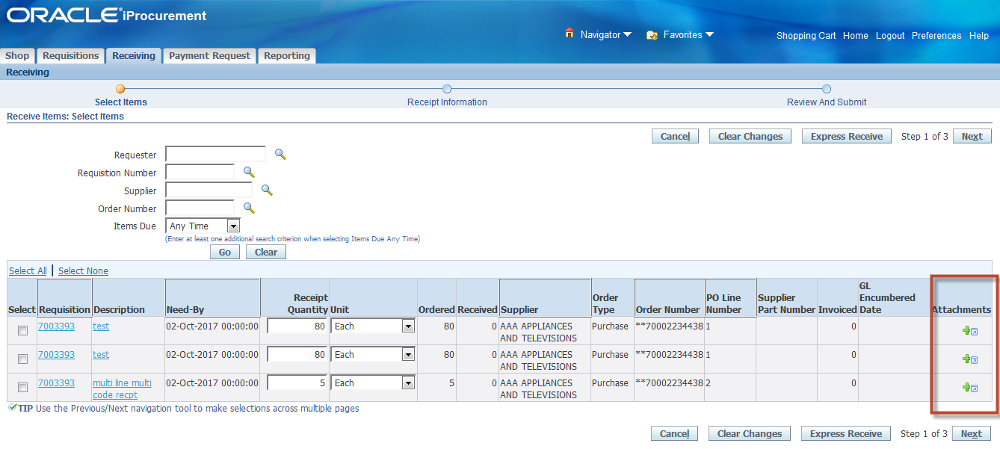 ORACLE® iProcurement
Navigator Favorites Shopping Cart Home Logout Preferences Help
Shop Requisitions Receiving Payment Request Reporting
Receiving
Select Items Receipt Information Review And Submit
Receive Items: Select Items
Cancel Clear Changes Express Receive Step 1 of 3 Next
Requester
Requisition Number
Supplier
Order Number
Items Due Any Time
(Enter at least one additional search criterion when selecting Items Due Any Time)
Go Clear
Select All Select None
Select Requisition Description Need-By Receipt Quantity Unit Ordered Received Supplier Order Type Order Number PO Line Number Supplier Part Number Invoiced GL Encumbered Date Attachments
7003393 test 02-Oct-2017 00:00:00 80 Each 80 0 AAA APPLIANCES AND TELEVISIONS Purchase **70002234438 1 0
7003393 test 02-Oct-2017 00:00:00 80 Each 80 0 AAA APPLIANCES AND TELEVISIONS Purchase **70002234438 1 0
7003393 multi line multi code recpt 02-Oct-2017 00:00:00 5 Each 5 0 AAA APPLIANCES AND TELEVISIONS Purchase **70002234438 2 0
TIP Use the Previous/Next navigation tool to make selections across multiple pages
Cancel Clear Changes Express Receive Step 1 of 3 Next